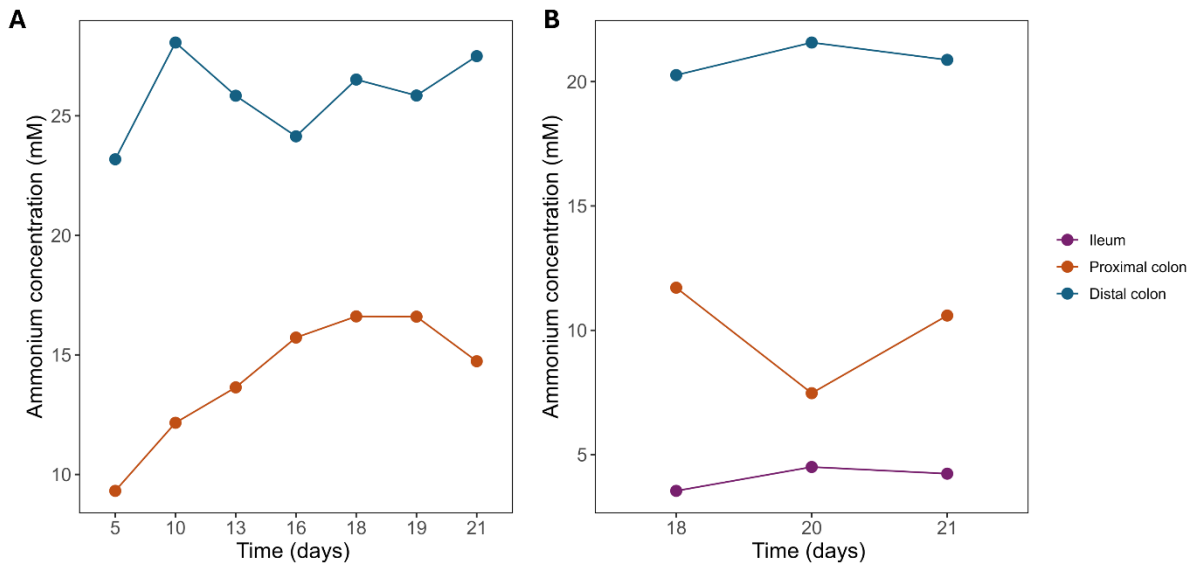 A
Ammonium concentration (mM)
25
20
15
10
5 10 13 16 18 19 21
Time (days)
B
Ammonium concentration (mM)
20
15
10
5
18 20 21
Time (days)
Ileum
Proximal colon
Distal colon